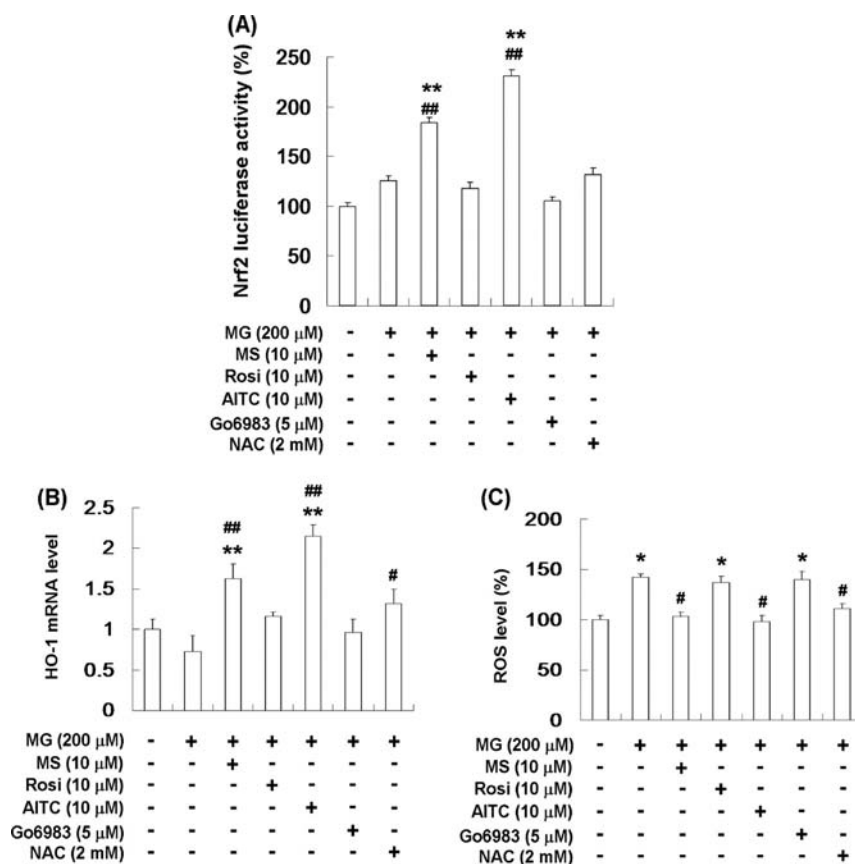 (A)
Nrf2 luciferase activity (%)
250
200
150
100
50
0
** ##
** ##
MG (200 μM) - + + + + + +
MS (10 μM) - - + - - - -
Rosi (10 μM) - - - + - - -
AITC (10 μM) - - - - + - -
Go6983 (5 μM) - - - - - + -
NAC (2 mM) - - - - - - +
(B)
HO-1 mRNA level
2.5
2
1.5
1
0.5
0
## **
## **
#
MG (200 μM) - + + + + + +
MS (10 μM) - - + - - - -
Rosi (10 μM) - - - + - - -
AITC (10 μM) - - - - + - -
Go6983 (5 μM) - - - - - + -
NAC (2 mM) - - - - - - +
(C)
ROS level (%)
200
150
100
50
0
* # * # * #
MG (200 μM) - + + + + + +
MS (10 μM) - - + - - - -
Rosi (10 μM) - - - + - - -
AITC (10 μM) - - - - + - -
Go6983 (5 μM) - - - - - + -
NAC (2 mM) - - - - - - +